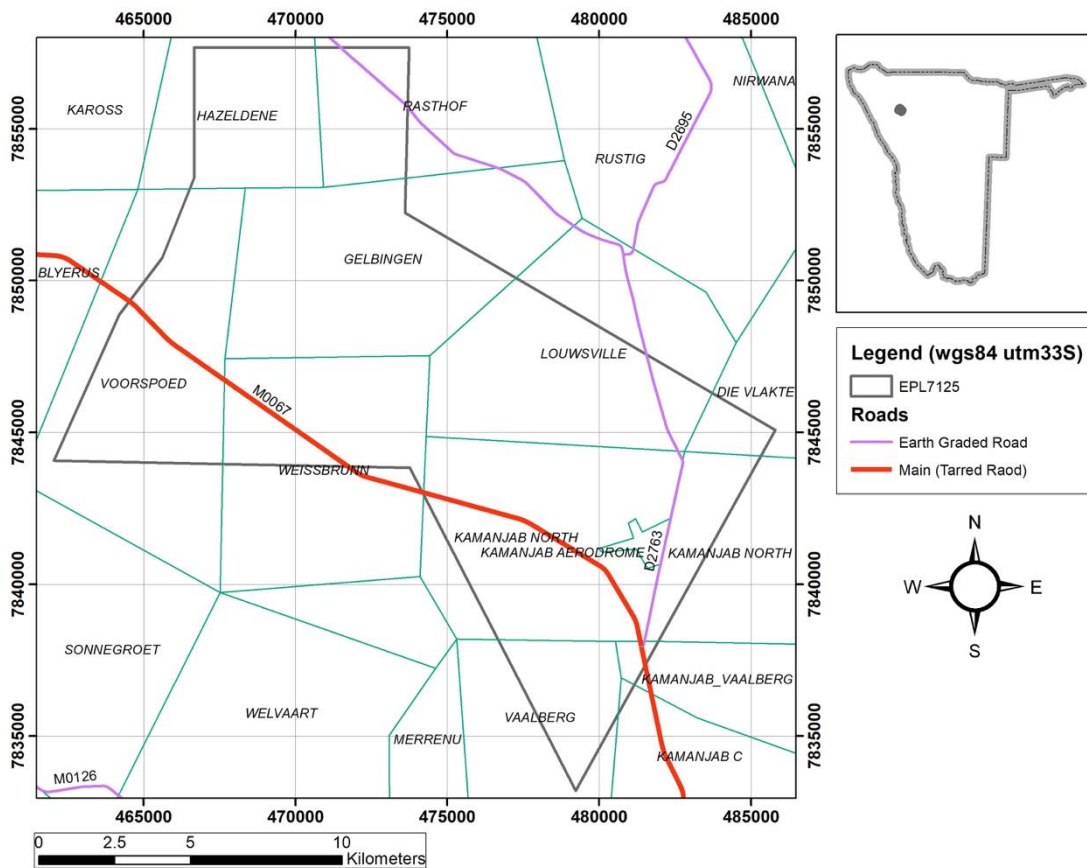 465000 470000 475000 480000 485000
7855000 7850000 7845000 7840000 7835000
KAROSS
HAZELDENE
RASTHOF
NIRWANA
D2695
RUSTIG
GELBINGEN
BLYERUS
LOUWSVILLE
VOORSPOED
M0067
DIE VLAKTE
WEISSBRUNN
KAMANJAB NORTH
KAMANJAB AERODROME
D2763
KAMANJAB NORTH
SONNEGROET
KAMANJAB_VAALBERG
WELVAART
VAALBERG
MERRENU
KAMANJAB C
M0126
7855000 7850000 7845000 7840000 7835000
465000 470000 475000 480000 485000
0 2.5 5 10
Kilometers
Legend (wgs84 utm33S)
EPL7125
Roads
Earth Graded Road
Main (Tarred Raod)
N
W E
S